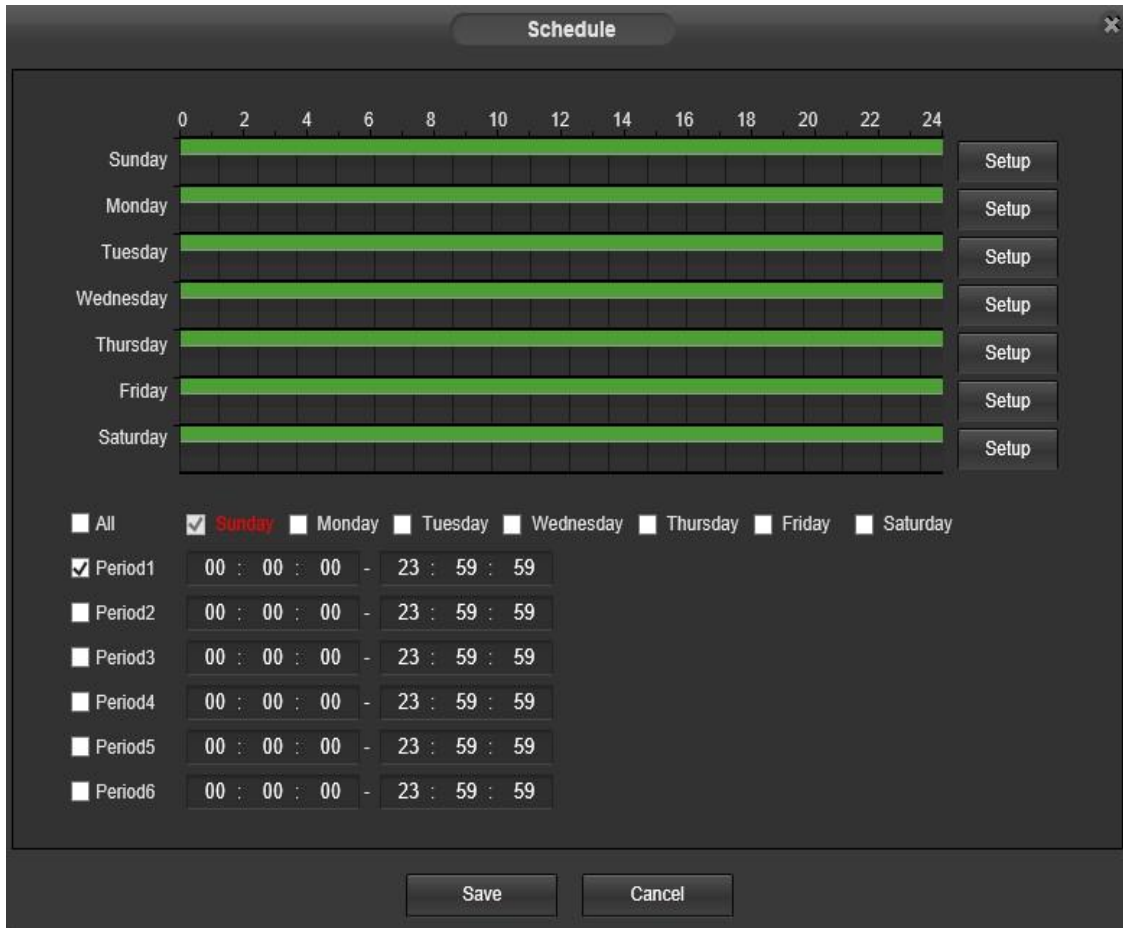 Schedule
0 2 4 6 8 10 12 14 16 18 20 22 24
Sunday Setup
Monday Setup
Tuesday Setup
Wednesday Setup
Thursday Setup
Friday Setup
Saturday Setup
All Sunday Monday Tuesday Wednesday Thursday Friday Saturday
Period1 00 : 00 : 00 - 23 : 59 : 59
Period2 00 : 00 : 00 - 23 : 59 : 59
Period3 00 : 00 : 00 - 23 : 59 : 59
Period4 00 : 00 : 00 - 23 : 59 : 59
Period5 00 : 00 : 00 - 23 : 59 : 59
Period6 00 : 00 : 00 - 23 : 59 : 59
Save Cancel